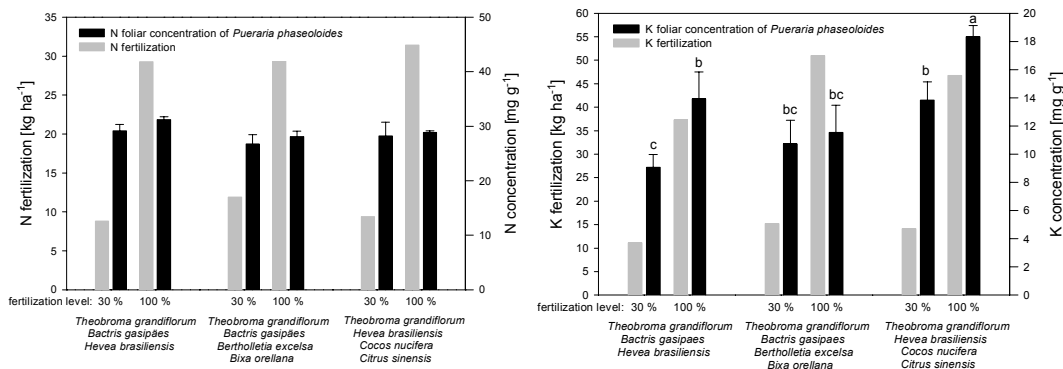 35
30
25
20
15
10
5
0
N fertilization [kg ha-1]
N foliar concentration of Pueraria phaseoloides
N fertilization
50
40
30
20
10
0
N concentration [mg g-1]
fertilization level: 30 % 100 % 30 % 100 % 30 % 100 %
Theobroma grandiflorum Theobroma grandiflorum Theobroma grandiflorum
Bactris gasipäes Bactris gasipäes Hevea brasiliensis
Hevea brasiliensis Bertholletia excelsa Cocos nucifera
Bixa orellana Citrus sinensis
60
55
50
45
40
35
30
25
20
15
10
5
0
K fertilization [kg ha-1]
K foliar concentration of Pueraria phaseoloides
K fertilization
c b bc bc b a
20
18
16
14
12
10
8
6
4
2
0
K concentration [mg g-1]
fertilization level: 30 % 100 % 30 % 100 % 30 % 100 %
Theobroma grandiflorum Theobroma grandiflorum Theobroma grandiflorum
Bactris gasipaes Bactris gasipaes Hevea brasiliensis
Hevea brasiliensis Bertholletia excelsa Cocos nucifera
Bixa orellana Citrus sinensis